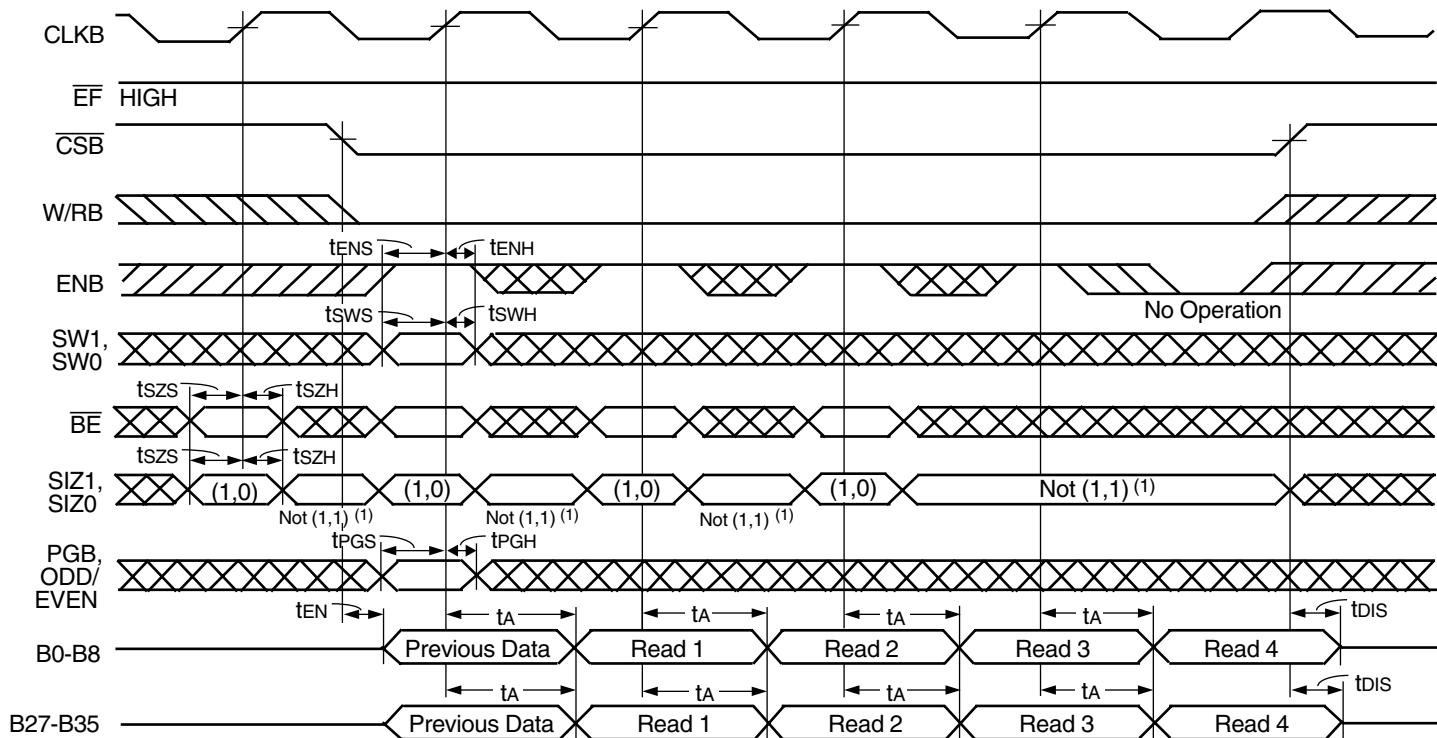 CLKB
EF HIGH
CSB
W/RB
tENS tENH
ENB
No Operation
tSWS tSWH
SW1,
SW0
tSZS tSZH
BE
tSZS tSZH
SIZ1,
SIZ0
(1,0) (1,0) (1,0) (1,0) Not (1,1) (1)
Not (1,1) (1) Not (1,1) (1) Not (1,1) (1)
tPGS tPGH
PGB,
ODD/
EVEN
tEN tA tA tA tA tDIS
B0-B8 Previous Data Read 1 Read 2 Read 3 Read 4
tA tA tA tA tDIS
B27-B35 Previous Data Read 1 Read 2 Read 3 Read 4